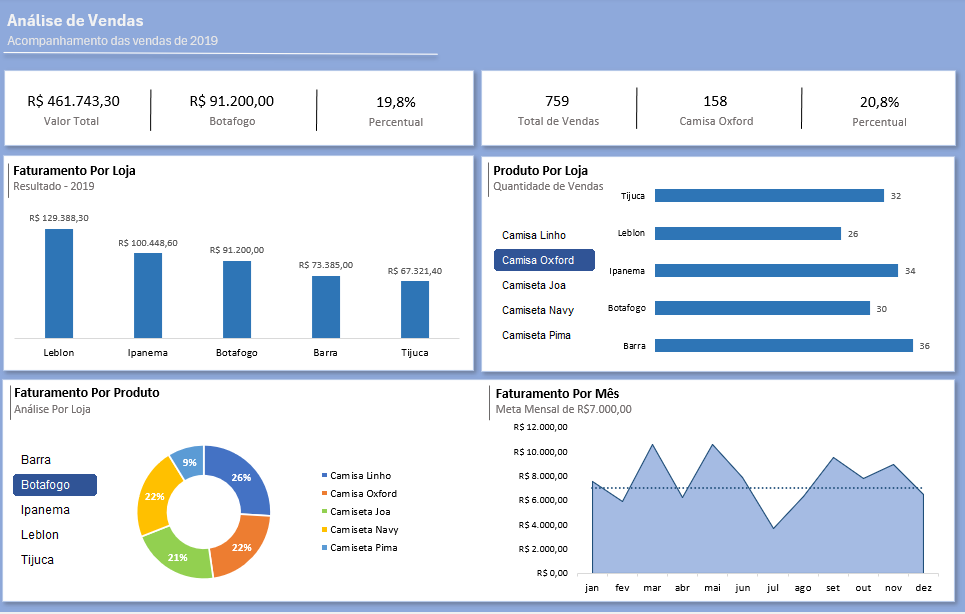 Análise de Vendas
Acompanhamento das vendas de 2019
R$ 461.743,30
Valor Total
R$ 91.200,00
Botafogo
19,8%
Percentual
759
Total de Vendas
158
Camisa Oxford
20,8%
Percentual
Faturamento Por Loja
Resultado - 2019
R$ 129.388,30
R$ 100.448,60
R$ 91.200,00
R$ 73.385,00
R$ 67.321,40
Leblon
Ipanema
Botafogo
Barra
Tijuca
Produto Por Loja
Quantidade de Vendas
Camisa Linho
Camisa Oxford
Camiseta Joa
Camiseta Navy
Camiseta Pima
Tijuca 32
Leblon 26
Ipanema 34
Botafogo 30
Barra 36
Faturamento Por Produto
Análise Por Loja
Barra
Botafogo
Ipanema
Leblon
Tijuca
9%
26%
22%
22%
21%
Camisa Linho
Camisa Oxford
Camiseta Joa
Camiseta Navy
Camiseta Pima
Faturamento Por Mês
Meta Mensal de R$7.000,00
R$ 12.000,00
R$ 10.000,00
R$ 8.000,00
R$ 6.000,00
R$ 4.000,00
R$ 2.000,00
R$ 0,00
jan fev mar abr mai jun jul ago set out nov dez